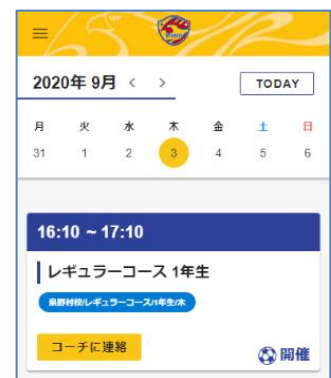 2020年 9月 < >
TODAY
月 火 水 木 金 土 日
31 1 2 3 4 5 6
16:10 ~ 17:10
レギュラーコース 1年生
泉野村校/レギュラーコース/1年生/木
コーチに連絡
開催